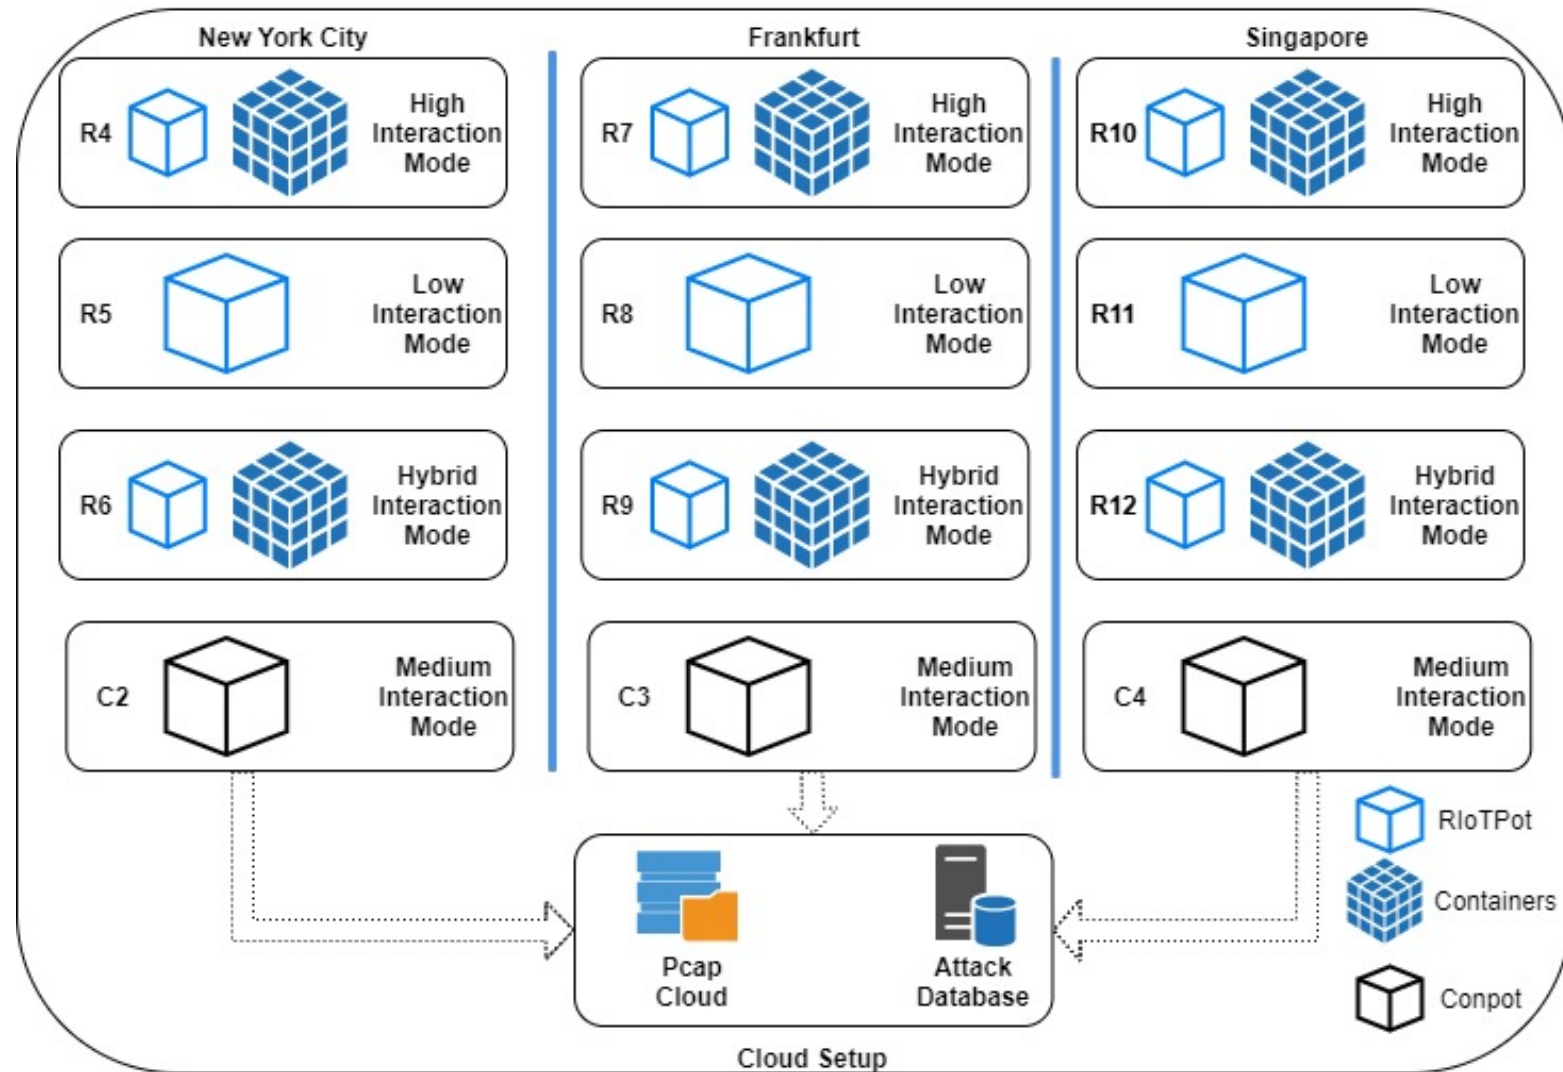 New York City
R4
High
Interaction
Mode
R5
Low
Interaction
Mode
R6
Hybrid
Interaction
Mode
C2
Medium
Interaction
Mode
Frankfurt
R7
High
Interaction
Mode
R8
Low
Interaction
Mode
R9
Hybrid
Interaction
Mode
C3
Medium
Interaction
Mode
Singapore
R10
High
Interaction
Mode
R11
Low
Interaction
Mode
R12
Hybrid
Interaction
Mode
C4
Medium
Interaction
Mode
Pcap
Cloud
Attack
Database
RIoTPot
Containers
Conpot
Cloud Setup